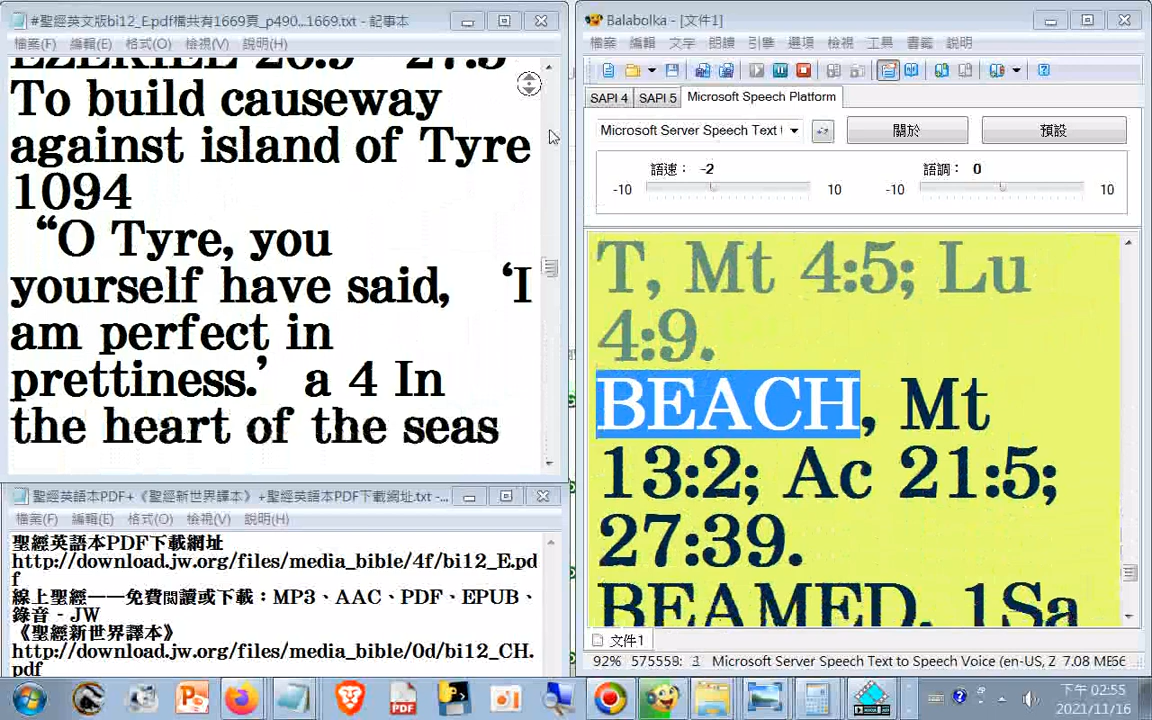 #聖經英文版bi12_E.pdf檔共有1669頁_p490...1669.txt - 記事本
檔案(F) 編輯(E) 格式(O) 檢視(V) 說明(H)
EZEKIEL 26:9—27:3
To build causeway
against island of Tyre
1094
“O Tyre, you
yourself have said, ‘I
am perfect in
prettiness.’ a 4 In
the heart of the seas
聖經英語本PDF+《聖經新世界譯本》+聖經英語本PDF下載網址.txt -...
檔案(F) 編輯(E) 格式(O) 檢視(V) 說明(H)
聖經英語本PDF下載網址
http://download.jw.org/files/media_bible/4f/bi12_E.pd
f
線上聖經——免費閱讀或下載：MP3、AAC、PDF、EPUB、
錄音 - JW
《聖經新世界譯本》
http://download.jw.org/files/media_bible/0d/bi12_CH.
pdf
Balabolka - [文件1]
檔案 編輯 文字 朗讀 引擎 選項 檢視 工具 書籤 說明
SAPI 4 SAPI 5 Microsoft Speech Platform
Microsoft Server Speech Text 關於 預設
語速： -2 語調： 0
-10 10 -10 10
T, Mt 4:5; Lu
4:9.
BEACH, Mt
13:2; Ac 21:5;
27:39.
BEAMED, 1Sa
文件1
92% 575559: Microsoft Server Speech Text to Speech Voice (en-US, Z 7.08 ME
下午 02:55
2021/11/16